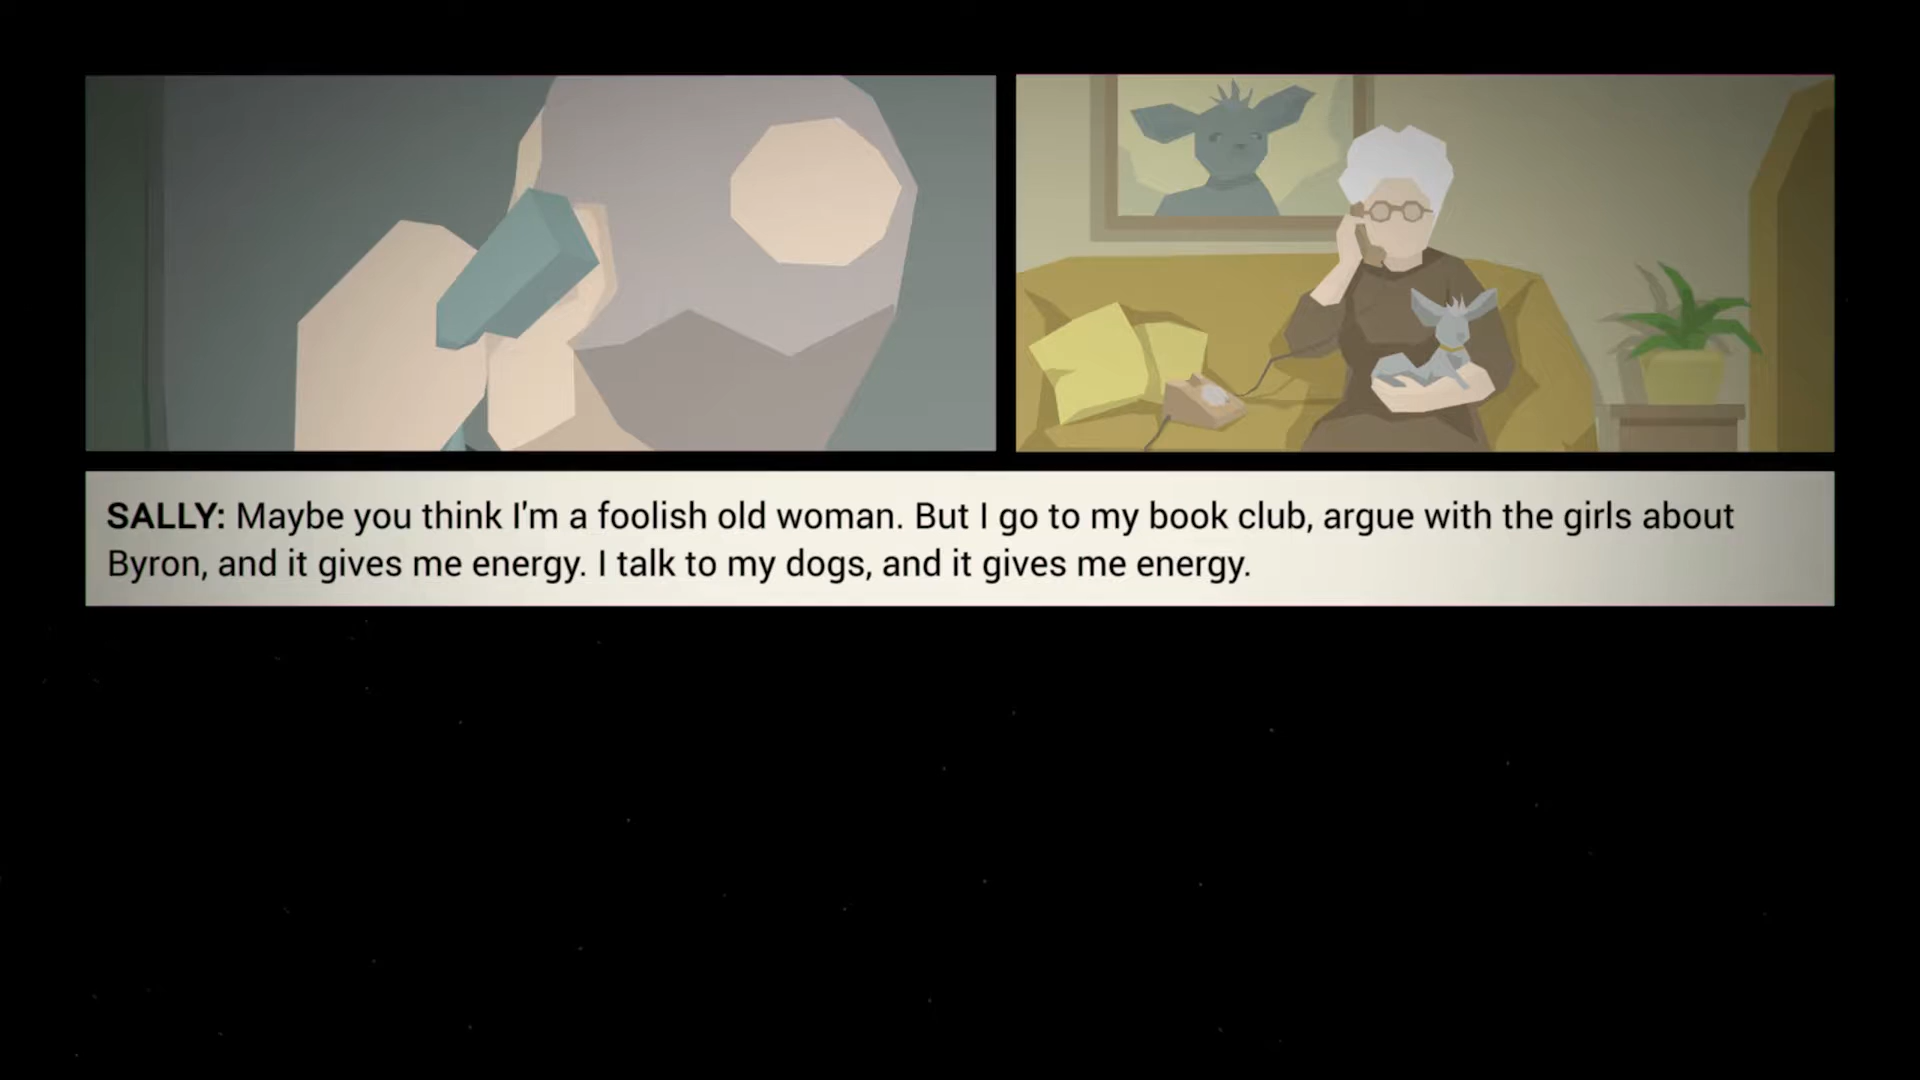 SALLY: Maybe you think I'm a foolish old woman. But I go to my book club, argue with the girls about
Byron, and it gives me energy. I talk to my dogs, and it gives me energy.